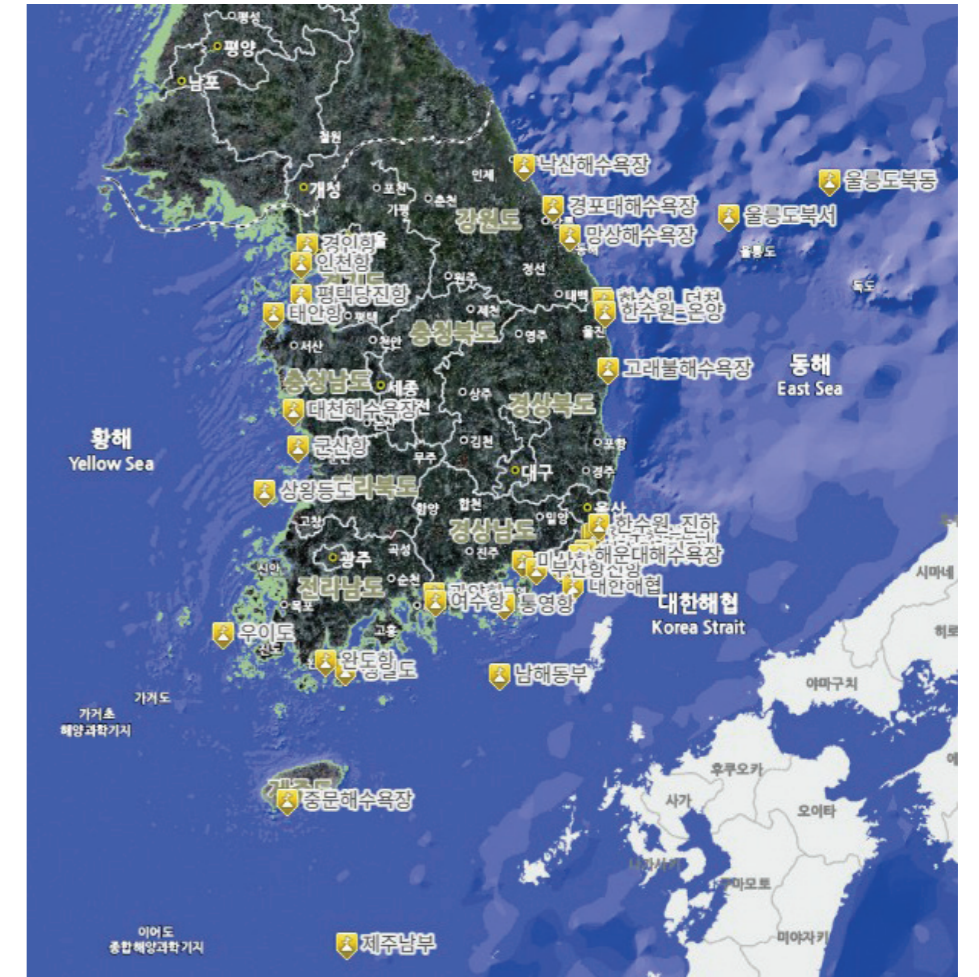 평성
평양
남포
철원
개성
포천
가평
춘천
인제
강원도
낙산해수욕장
경포대해수욕장
망상해수욕장
울릉도북동
울릉도북서
울릉도
독도
경인항
인천항
평택당진항
태안항
평택
원주
정선
제천
태백
충청북도
영주
울진
한수원_덕천
한수원_온양
서산
천안
고래불해수욕장
동해
East Sea
충청남도
세종
상주
경상북도
대천해수욕장
황해
Yellow Sea
군산항
무주
김천
포항
대구
경주
상왕등도
함양
합천
고창
경상남도
밀양
울산
한수원_진하
해운대해수욕장
광주
곡성
진주
신안
전라남도
순천
부산항신항
대한해협
여수항
통영항
대한해협
Korea Strait
목포
고흥
우이도
진도
완도항
남해동부
가거도
가거초
해양과학기지
중문해수욕장
이어도
종합해양과학기지
제주남부
시마네
야마구치
후쿠오카
사가
오이타
미야자키